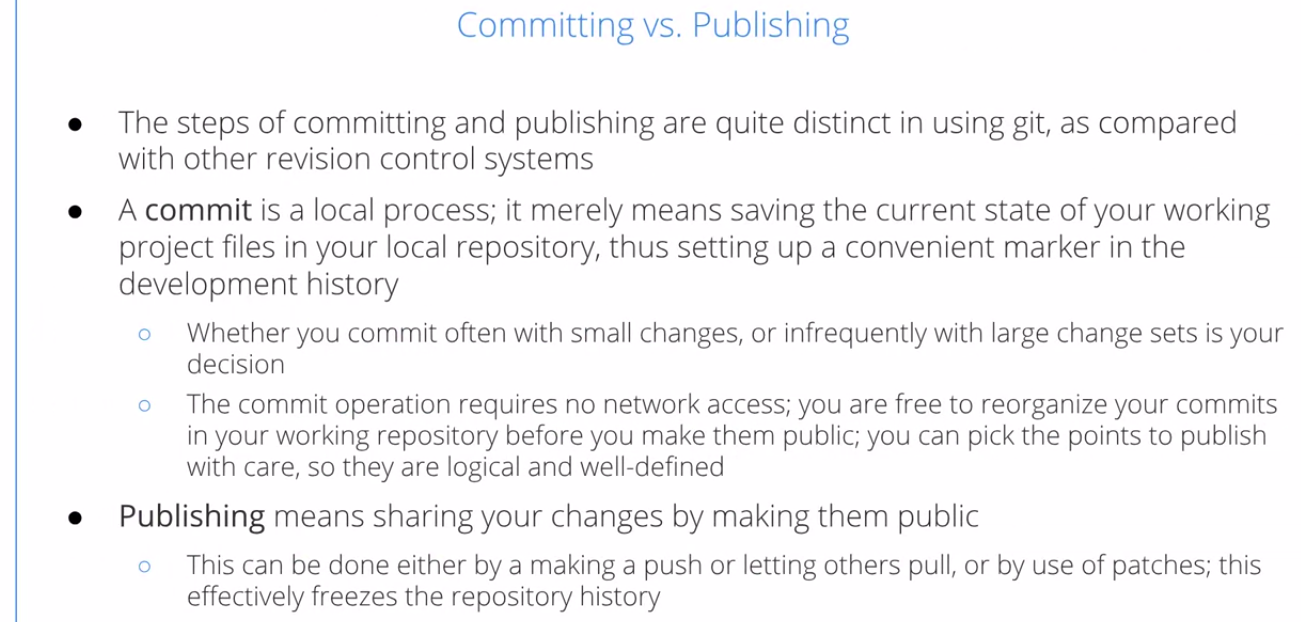 Committing vs. Publishing
● The steps of committing and publishing are quite distinct in using git, as compared
with other revision control systems
● A commit is a local process; it merely means saving the current state of your working
project files in your local repository, thus setting up a convenient marker in the
development history
○ Whether you commit often with small changes, or infrequently with large change sets is your
decision
○ The commit operation requires no network access; you are free to reorganize your commits
in your working repository before you make them public; you can pick the points to publish
with care, so they are logical and well-defined
● Publishing means sharing your changes by making them public
○ This can be done either by a making a push or letting others pull, or by use of patches; this
effectively freezes the repository history